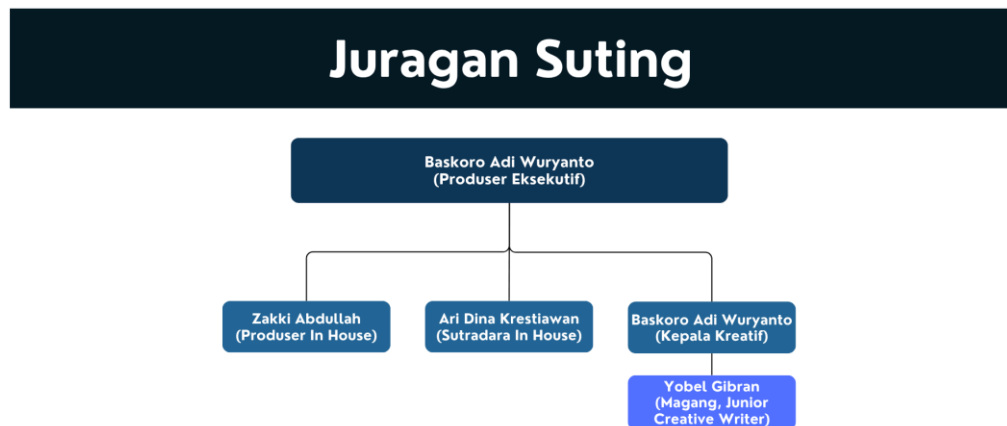 Juragan Suting
Baskoro Adi Wuryanto
(Produser Eksekutif)
Zakki Abdullah
(Produser In House)
Ari Dina Krestiawan
(Sutradara In House)
Baskoro Adi Wuryanto
(Kepala Kreatif)
Yobel Gibran
(Magang, Junior
Creative Writer)